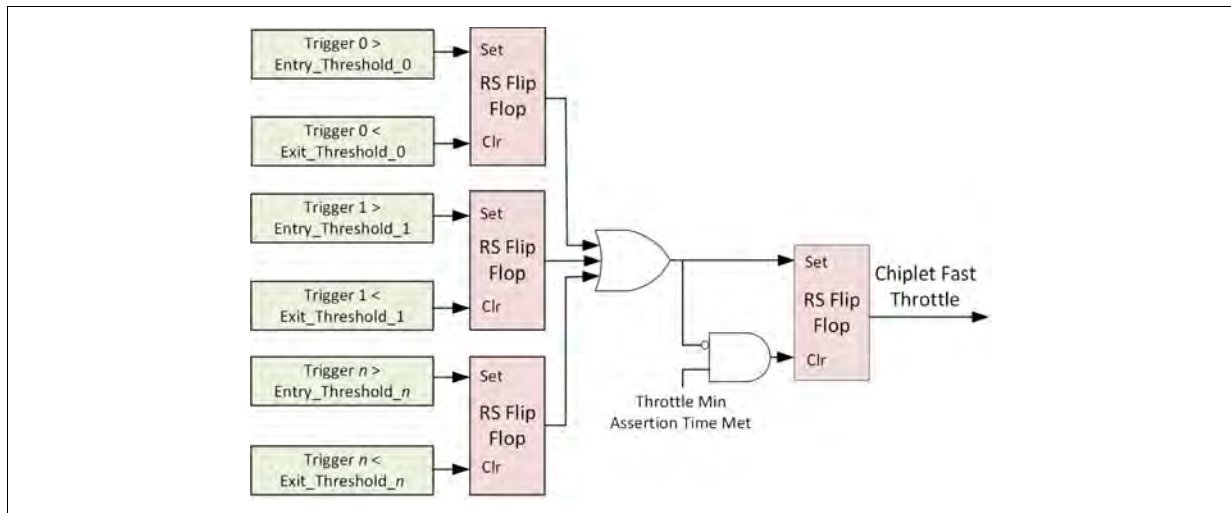 Trigger 0 >
Entry_Threshold_0
Set
RS Flip
Flop
Trigger 0 <
Exit_Threshold_0
Clr
Trigger 1 >
Entry_Threshold_1
Set
RS Flip
Flop
Trigger 1 <
Exit_Threshold_1
Clr
Trigger n >
Entry_Threshold_n
Set
RS Flip
Flop
Trigger n <
Exit_Threshold_n
Clr
Set
RS Flip
Flop
Clr
Throttle Min
Assertion Time Met
Chiplet Fast
Throttle